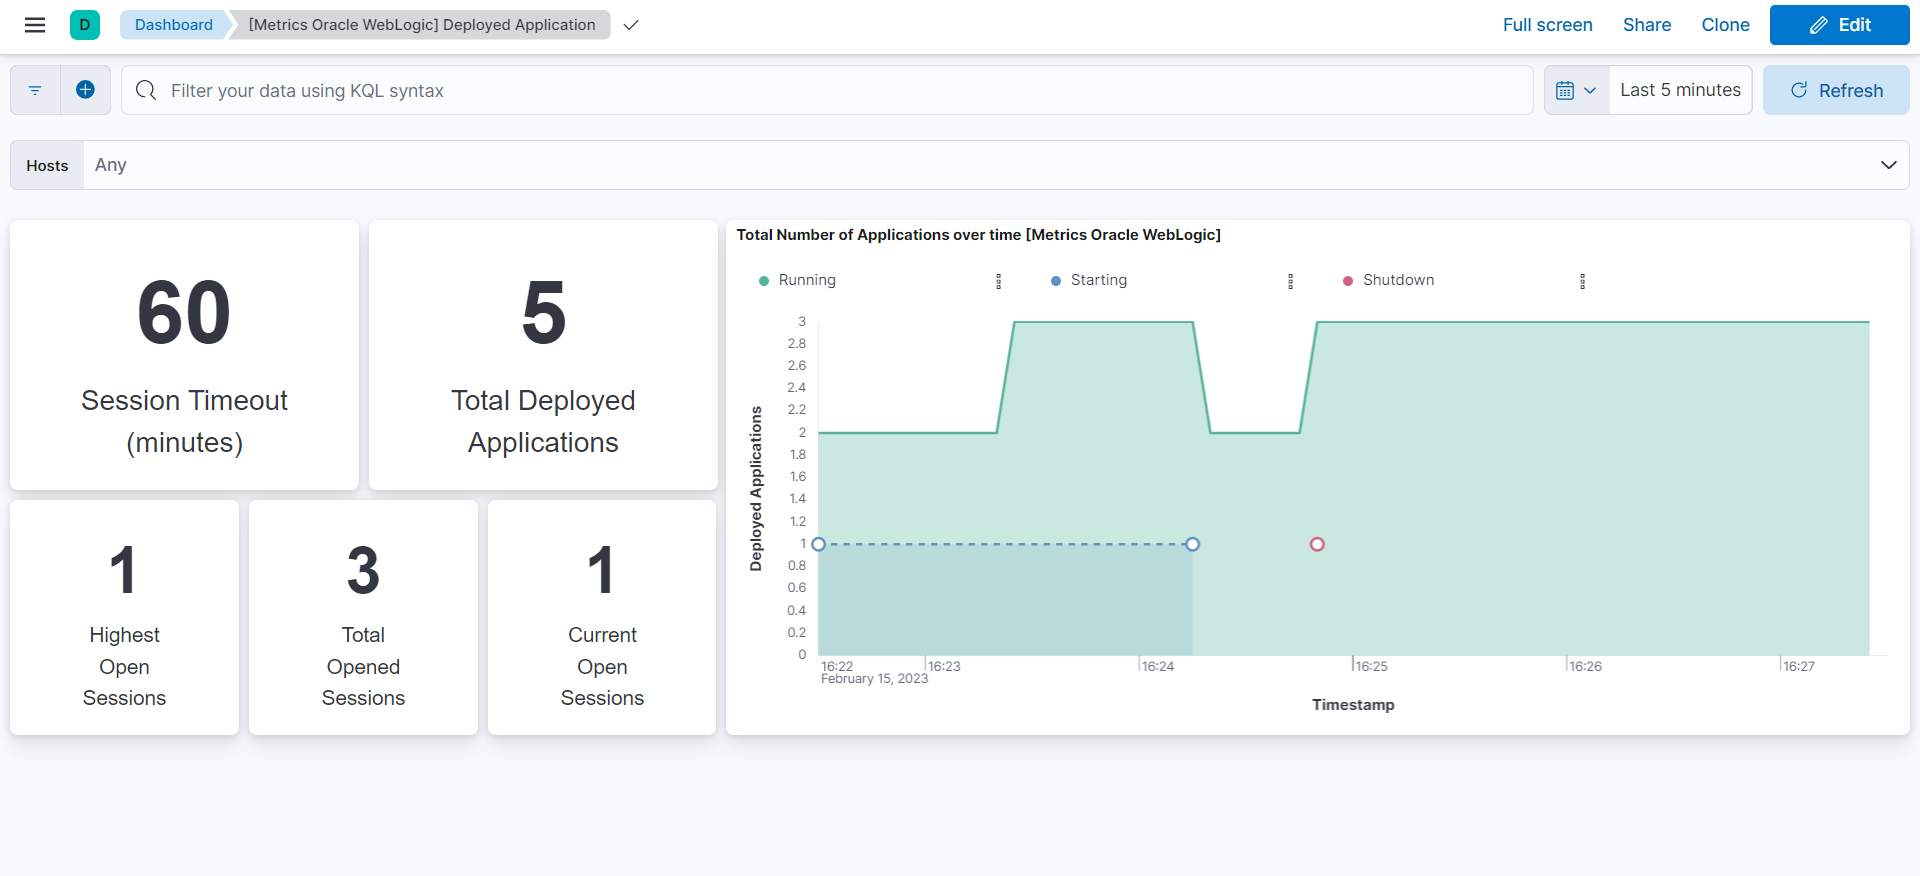 D
Dashboard
[Metrics Oracle WebLogic] Deployed Application
Full screen
Share
Clone
Edit
Filter your data using KQL syntax
Last 5 minutes
Refresh
Hosts
Any
60
Session Timeout
(minutes)
5
Total Deployed
Applications
1
Highest
Open
Sessions
3
Total
Opened
Sessions
1
Current
Open
Sessions
Total Number of Applications over time [Metrics Oracle WebLogic]
Running
Starting
Shutdown
Deployed Applications
3
2.8
2.6
2.4
2.2
2
1.8
1.6
1.4
1.2
1
0.8
0.6
0.4
0.2
0
16:22
16:23
16:24
16:25
16:26
16:27
February 15, 2023
Timestamp